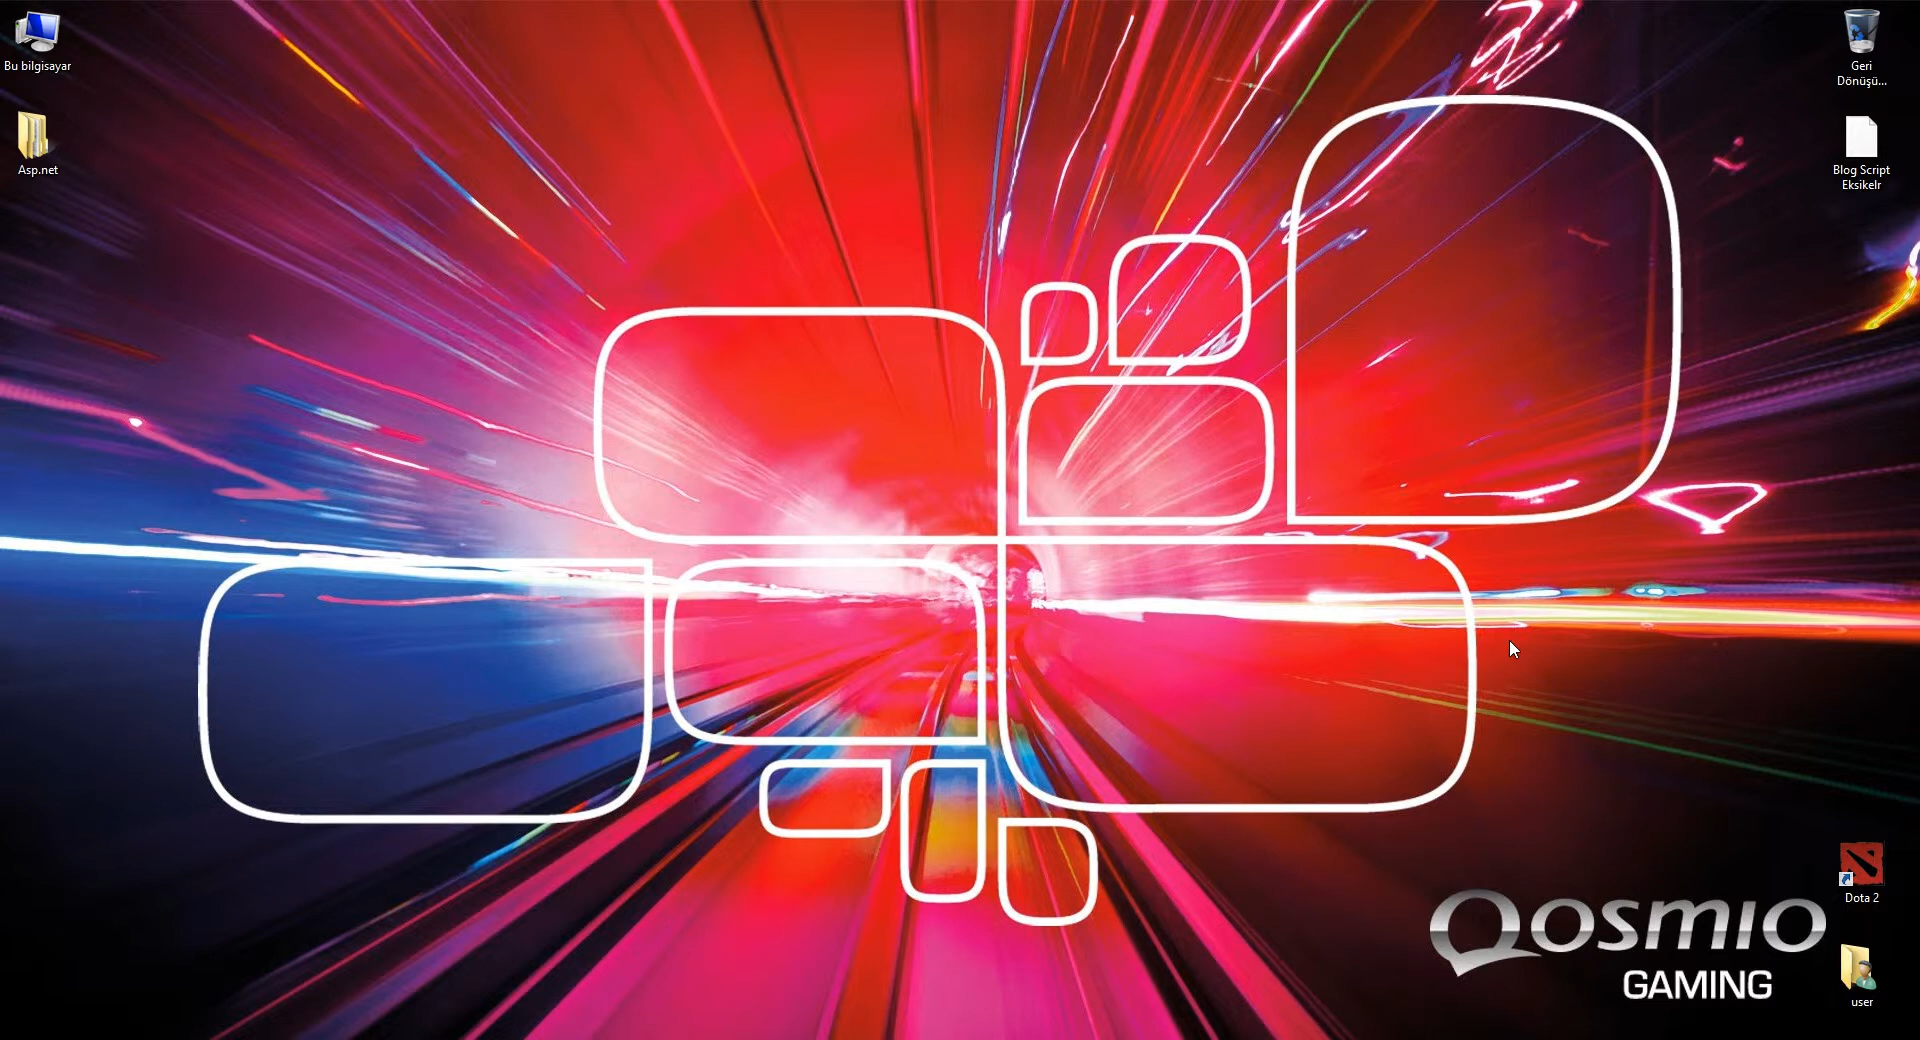 Bu bilgisayar
Asp.net
Geri
Dönüşü...
Blog Script
Eksikelr
Dota 2
user
Qosmio
GAMING